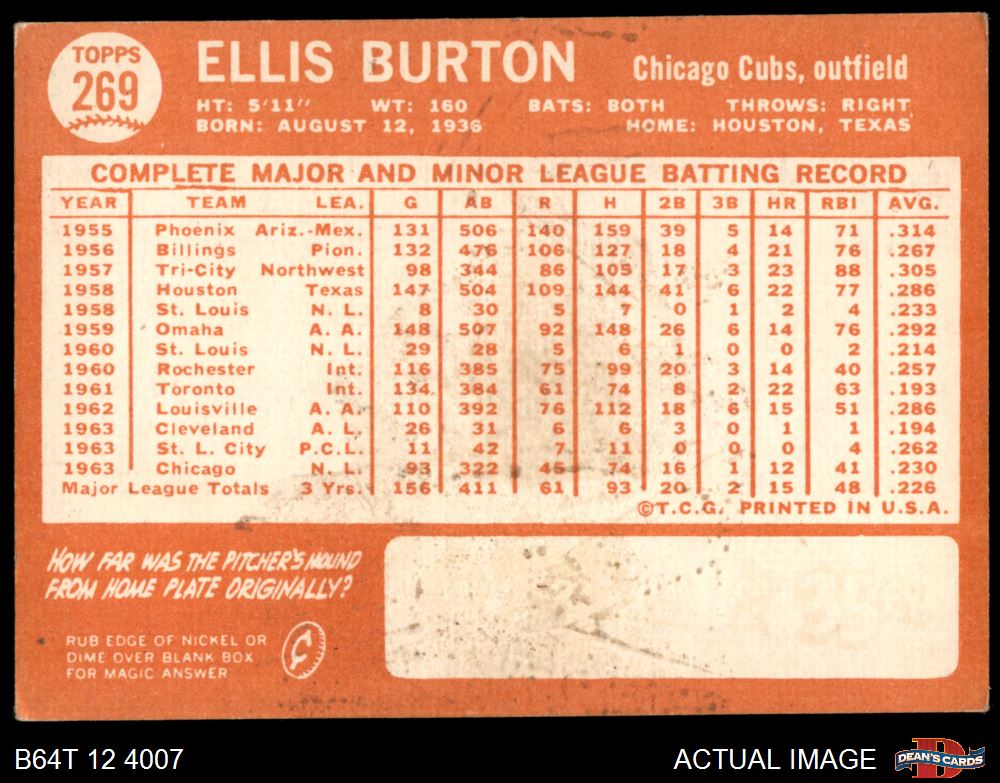 TOPPS
269
ELLIS BURTON
Chicago Cubs, outfield
HT: 5'11" WT: 160 BATS: BOTH THROWS: RIGHT
BORN: AUGUST 12, 1936 HOME: HOUSTON, TEXAS
COMPLETE MAJOR AND MINOR LEAGUE BATTING RECORD
YEAR TEAM LEA. G AB R H 2B 3B HR RBI AVG.
1955 Phoenix Ariz.-Mex. 131 506 140 159 39 5 14 71 .314
1956 Billings Pion. 132 476 106 127 18 4 21 76 .267
1957 Tri-City Northwest 98 344 86 105 17 3 23 88 .305
1958 Houston Texas 147 504 109 144 41 6 22 77 .286
1958 St. Louis N. L. 8 30 5 7 0 1 2 4 .233
1959 Omaha A. A. 148 507 92 148 26 6 14 76 .292
1960 St. Louis N. L. 29 28 5 6 1 0 0 2 .214
1960 Rochester Int. 116 385 75 99 20 3 14 40 .257
1961 Toronto Int. 134 384 61 74 8 2 22 63 .193
1962 Louisville A. A. 110 392 76 112 18 6 15 51 .286
1963 Cleveland A. L. 26 31 6 6 3 0 1 1 .194
1963 St. L. City P.C.L. 11 42 7 11 0 0 0 4 .262
1963 Chicago N. L. 93 322 45 74 16 1 12 41 .230
Major League Totals 3 Yrs. 156 411 61 93 20 2 15 48 .226
©T.C.G. PRINTED IN U.S.A.
HOW FAR WAS THE PITCHER'S MOUND
FROM HOME PLATE ORIGINALLY?
RUB EDGE OF NICKEL OR
DIME OVER BLANK BOX
FOR MAGIC ANSWER
B64T 12 4007
ACTUAL IMAGE
DEAN'S CARDS